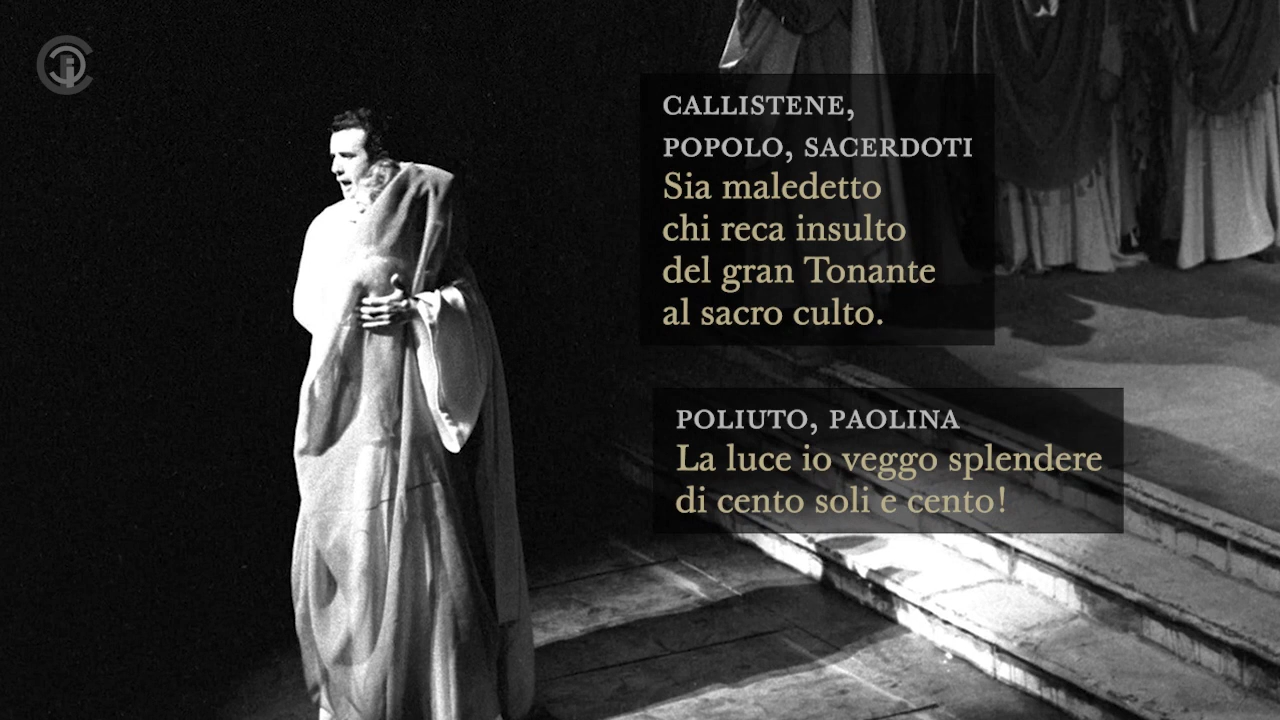 CALLISTENE,
POPOLO, SACERDOTI
Sia maledetto
chi reca insulto
del gran Tonante
al sacro culto.
POLIUTO, PAOLINA
La luce io veggo splendere
di cento soli e cento!